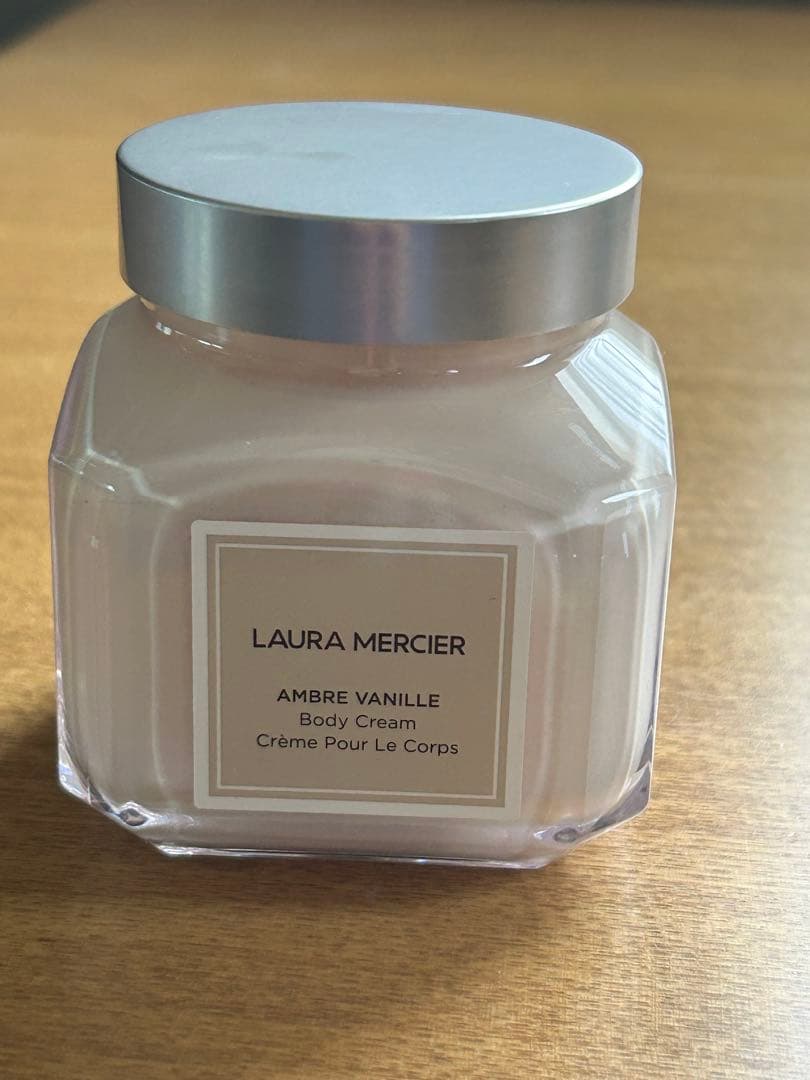 LAURA MERCIER
AMBRE VANILLE
Body Cream
Crème Pour Le Corps